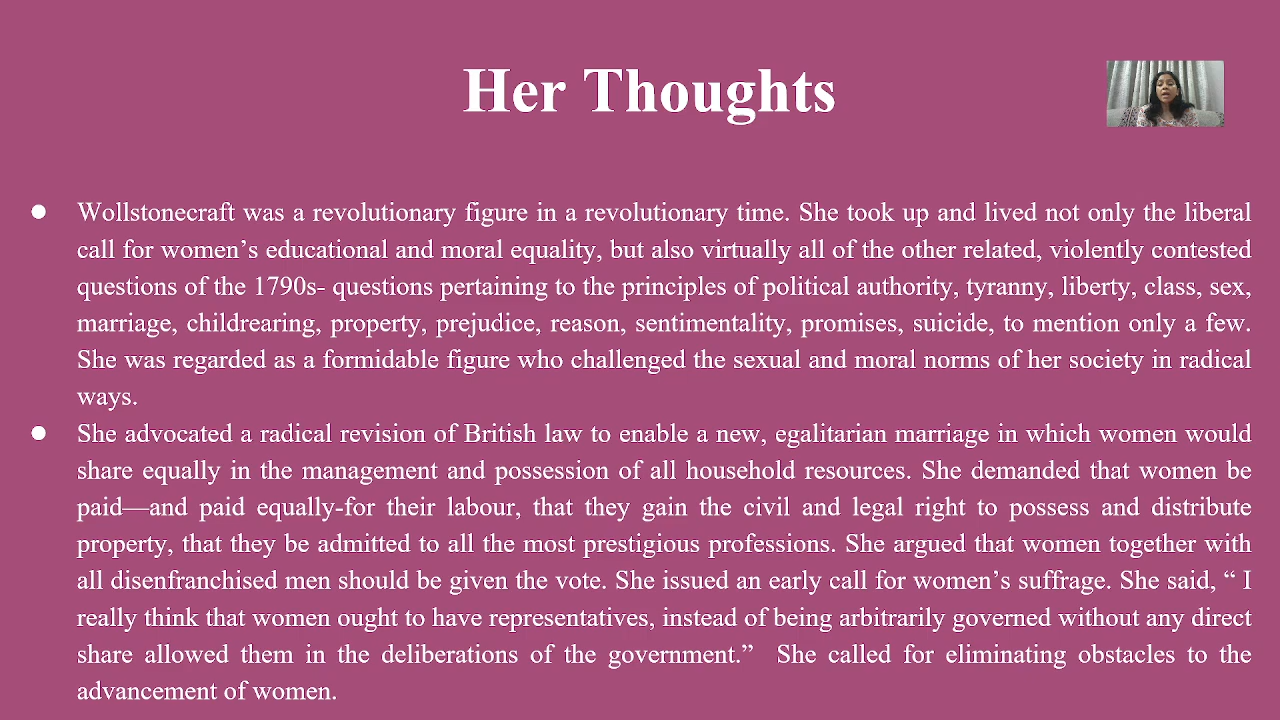 Her Thoughts
● Wollstonecraft was a revolutionary figure in a revolutionary time. She took up and lived not only the liberal
call for women’s educational and moral equality, but also virtually all of the other related, violently contested
questions of the 1790s- questions pertaining to the principles of political authority, tyranny, liberty, class, sex,
marriage, childrearing, property, prejudice, reason, sentimentality, promises, suicide, to mention only a few.
She was regarded as a formidable figure who challenged the sexual and moral norms of her society in radical
ways.
● She advocated a radical revision of British law to enable a new, egalitarian marriage in which women would
share equally in the management and possession of all household resources. She demanded that women be
paid—and paid equally-for their labour, that they gain the civil and legal right to possess and distribute
property, that they be admitted to all the most prestigious professions. She argued that women together with
all disenfranchised men should be given the vote. She issued an early call for women’s suffrage. She said, “ I
really think that women ought to have representatives, instead of being arbitrarily governed without any direct
share allowed them in the deliberations of the government.”  She called for eliminating obstacles to the
advancement of women.